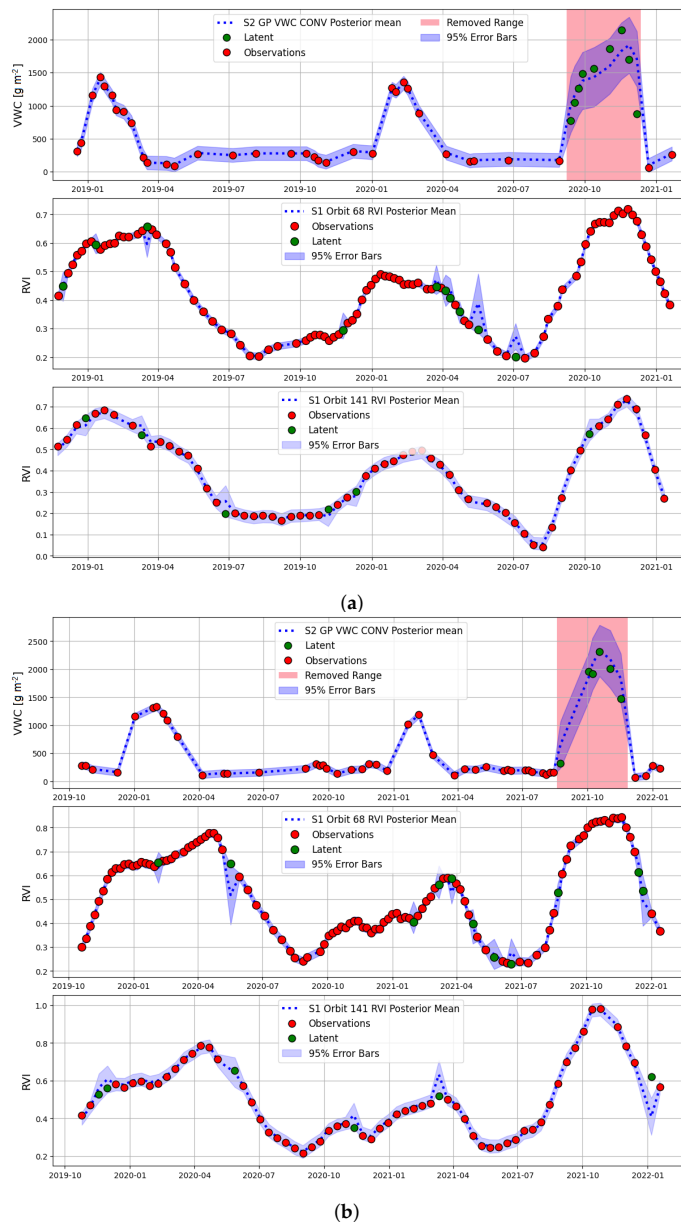 S2 GP VWC CONV Posterior mean
Latent
Observations
Removed Range
95% Error Bars
VWC [g m⁻²]
2000
1500
1000
500
0
2019-01 2019-04 2019-07 2019-10 2020-01 2020-04 2020-07 2020-10 2021-01
S1 Orbit 68 RVI Posterior Mean
Observations
Latent
95% Error Bars
RVI
0.7
0.6
0.5
0.4
0.3
0.2
2019-01 2019-04 2019-07 2019-10 2020-01 2020-04 2020-07 2020-10 2021-01
S1 Orbit 141 RVI Posterior Mean
Observations
Latent
95% Error Bars
RVI
0.7
0.6
0.5
0.4
0.3
0.2
0.1
0.0
2019-01 2019-04 2019-07 2019-10 2020-01 2020-04 2020-07 2020-10 2021-01
(a)
S2 GP VWC CONV Posterior mean
Latent
Observations
Removed Range
95% Error Bars
VWC [g m⁻²]
2500
2000
1500
1000
500
0
2019-10 2020-01 2020-04 2020-07 2020-10 2021-01 2021-04 2021-07 2021-10 2022-01
S1 Orbit 68 RVI Posterior Mean
Observations
Latent
95% Error Bars
RVI
0.8
0.7
0.6
0.5
0.4
0.3
0.2
2019-10 2020-01 2020-04 2020-07 2020-10 2021-01 2021-04 2021-07 2021-10 2022-01
S1 Orbit 141 RVI Posterior Mean
Observations
Latent
95% Error Bars
RVI
1.0
0.8
0.6
0.4
0.2
2019-10 2020-01 2020-04 2020-07 2020-10 2021-01 2021-04 2021-07 2021-10 2022-01
(b)